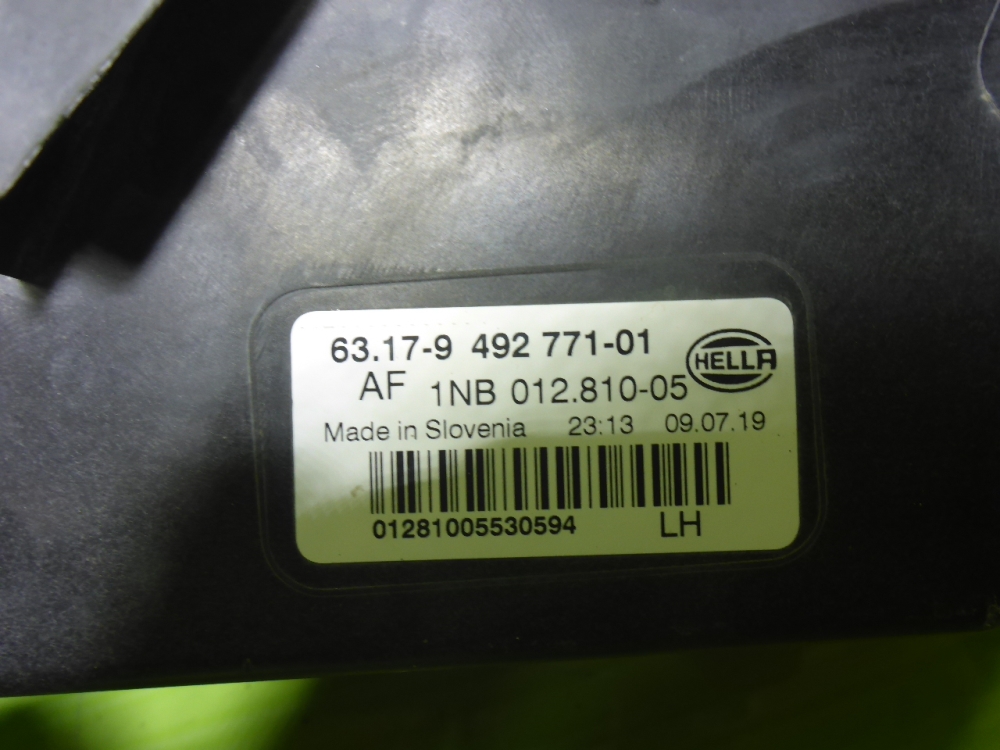 63.17-9 492 771-01
HELLA
AF 1NB 012.810-05
Made in Slovenia 23:13 09.07.19
01281005530594 LH